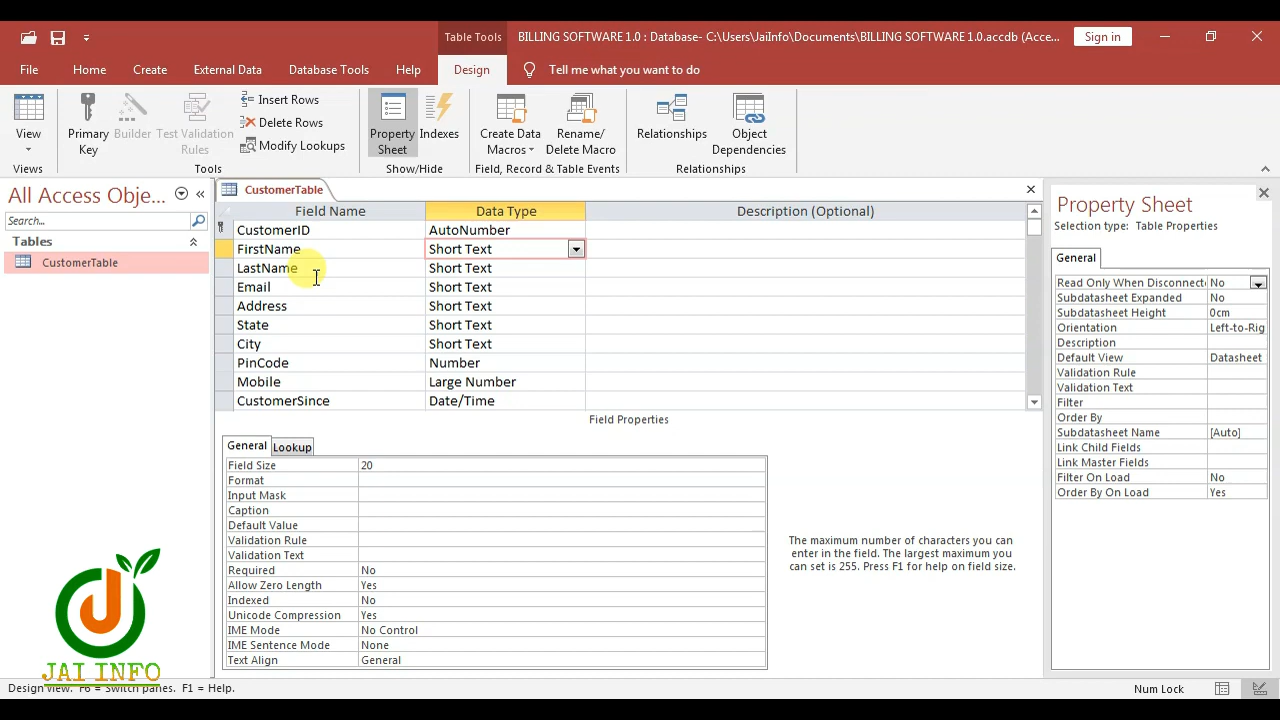 Table Tools
BILLING SOFTWARE 1.0 : Database- C:\Users\JaiInfo\Documents\BILLING SOFTWARE 1.0.accdb (Acce...
Sign in
File Home Create External Data Database Tools Help Design Tell me what you want to do
View
Views
Primary Key
Builder
Test Validation Rules
Insert Rows
Delete Rows
Modify Lookups
Tools
Property Sheet
Indexes
Show/Hide
Create Data Macros
Rename/ Delete Macro
Field, Record & Table Events
Relationships
Object Dependencies
Relationships
All Access Obje...
Search...
Tables
CustomerTable
CustomerTable
Field Name Data Type Description (Optional)
CustomerID AutoNumber
FirstName Short Text
LastName Short Text
Email Short Text
Address Short Text
State Short Text
City Short Text
PinCode Number
Mobile Large Number
CustomerSince Date/Time
Field Properties
General Lookup
Field Size 20
Format
Input Mask
Caption
Default Value
Validation Rule
Validation Text
Required No
Allow Zero Length Yes
Indexed No
Unicode Compression Yes
IME Mode No Control
IME Sentence Mode None
Text Align General
The maximum number of characters you can
enter in the field. The largest maximum you
can set is 255. Press F1 for help on field size.
Property Sheet
Selection type: Table Properties
General
Read Only When Disconnect No
Subdatasheet Expanded No
Subdatasheet Height 0cm
Orientation Left-to-Rig
Description
Default View Datasheet
Validation Rule
Validation Text
Filter
Order By
Subdatasheet Name [Auto]
Link Child Fields
Link Master Fields
Filter On Load No
Order By On Load Yes
JAI INFO
Design view. F6 = Switch panes. F1 = Help.
Num Lock